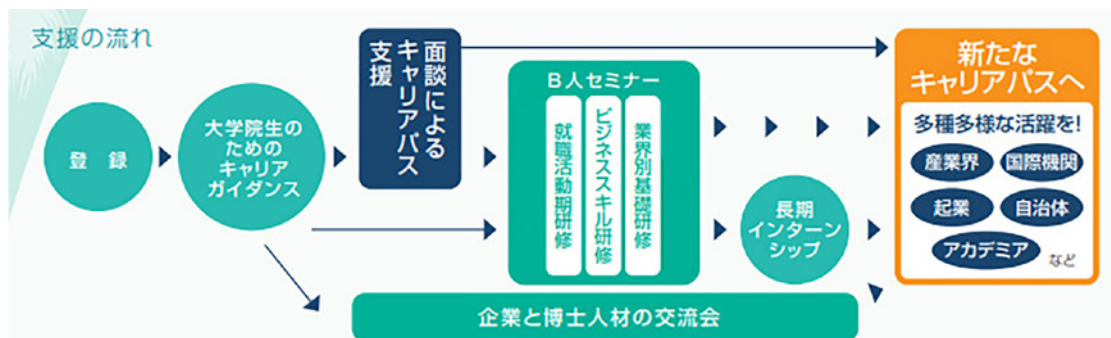 支援の流れ
登 録
大学院生の
ための
キャリア
ガイダンス
面談による
キャリアパス
支援
B人セミナー
就職活動期研修
ビジネススキル研修
業界別基礎研修
長期
インターン
シップ
企業と博士人材の交流会
新たな
キャリアパスへ
多種多様な活躍を!
産業界
国際機関
起業
自治体
アカデミア
など